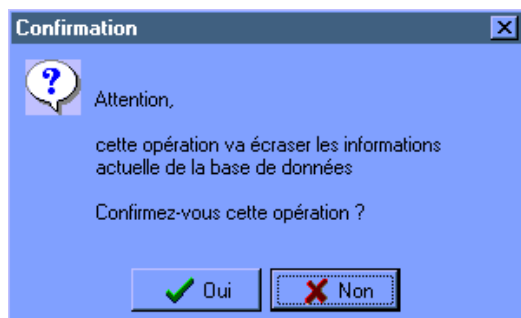 Confirmation
Attention,
cette opération va écraser les informations
actuelle de la base de données
Confirmez-vous cette opération ?
Oui
Non